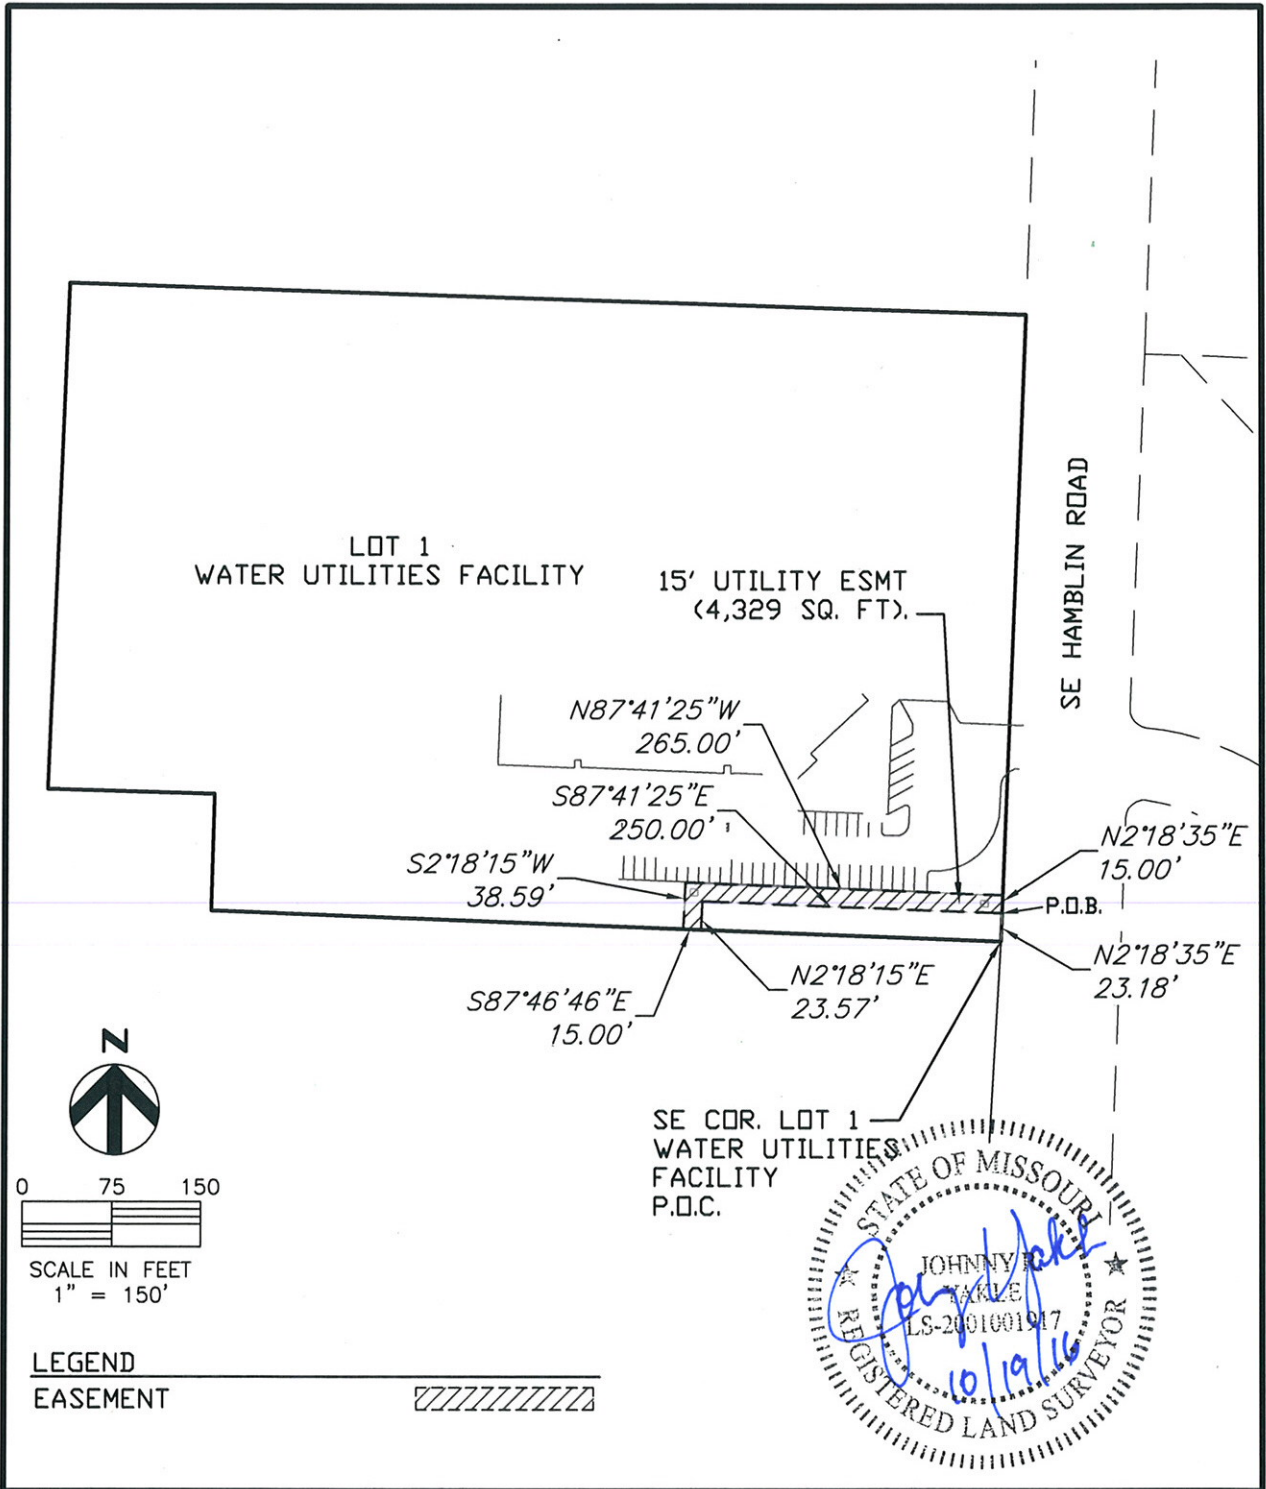 LOT 1
WATER UTILITIES FACILITY
15' UTILITY ESMT
(4,329 SQ. FT).
SE HAMBLIN ROAD
N87°41'25"W
265.00'
S87°41'25"E
250.00'
S2°18'15"W
38.59'
N2°18'35"E
15.00'
P.O.B.
N2°18'35"E
23.18'
N2°18'15"E
23.57'
S87°46'46"E
15.00'
N
0 75 150
SCALE IN FEET
1" = 150'
SE COR. LOT 1
WATER UTILITIES
FACILITY
P.O.C.
STATE OF MISSOURI
JOHNNY R.
YAKLE
LS-2001001917
10/19/16
REGISTERED LAND SURVEYOR
LEGEND
EASEMENT